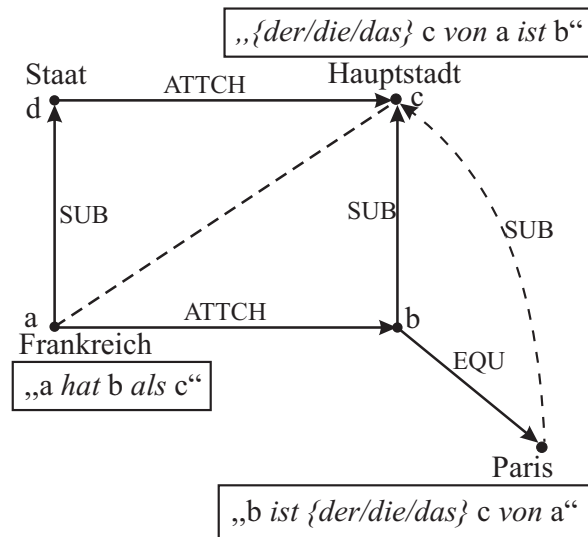 „{der/die/das} c von a ist b“
Staat
ATTCH
Hauptstadt
d
c
SUB
SUB
SUB
a
ATTCH
b
Frankreich
EQU
„a hat b als c“
Paris
„b ist {der/die/das} c von a“